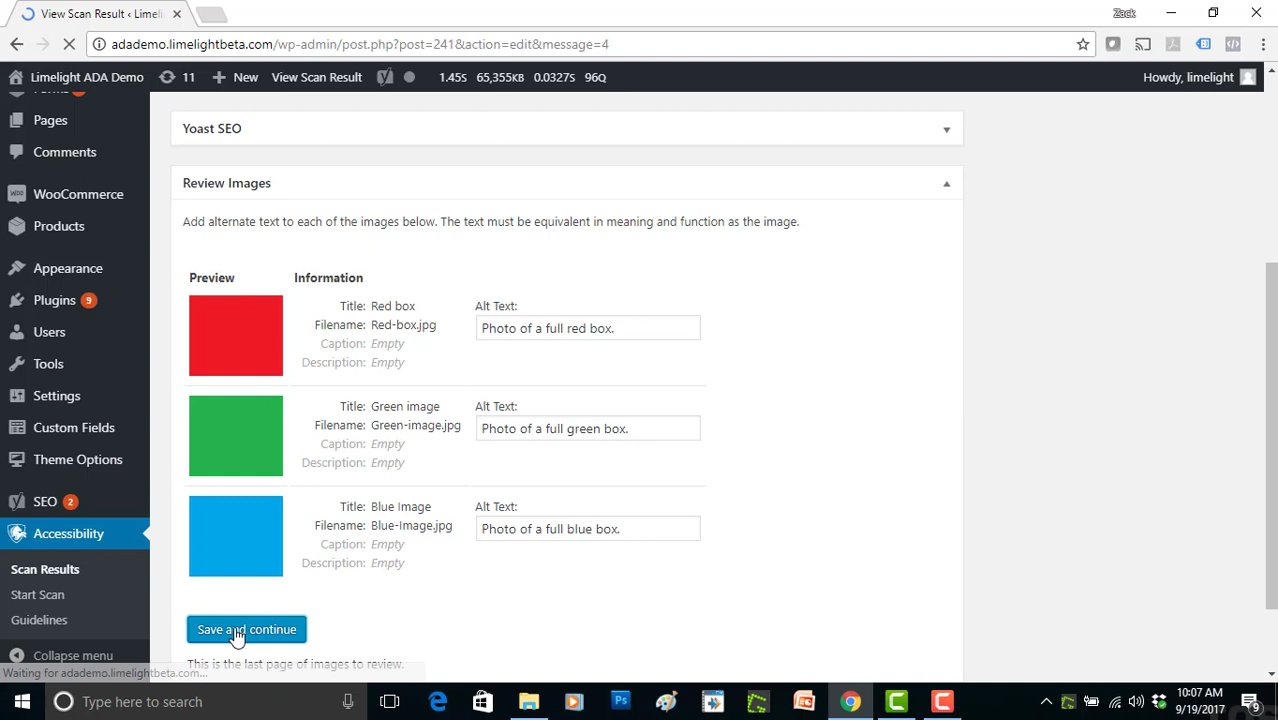 View Scan Result ‹ Limeli
Zack
adademo.limelightbeta.com/wp-admin/post.php?post=241&action=edit&message=4
Limelight ADA Demo 11 New View Scan Result 1.45S 65,355KB 0.0327S 96Q Howdy, limelight
Pages
Comments
WooCommerce
Products
Appearance
Plugins 9
Users
Tools
Settings
Custom Fields
Theme Options
SEO 2
Accessibility
Scan Results
Start Scan
Guidelines
Collapse menu
Yoast SEO
Review Images
Add alternate text to each of the images below. The text must be equivalent in meaning and function as the image.
Preview Information
Title: Red box
Filename: Red-box.jpg
Caption: Empty
Description: Empty
Alt Text:
Photo of a full red box.
Title: Green image
Filename: Green-image.jpg
Caption: Empty
Description: Empty
Alt Text:
Photo of a full green box.
Title: Blue Image
Filename: Blue-Image.jpg
Caption: Empty
Description: Empty
Alt Text:
Photo of a full blue box.
Save and continue
This is the last page of images to review.
Waiting for adademo.limelightbeta.com...
Type here to search
10:07 AM
9/19/2017